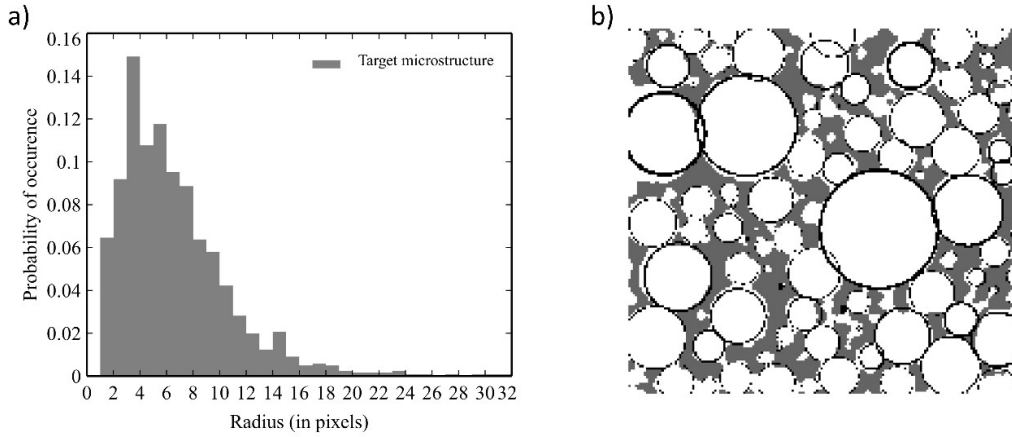 a)
b)
0.16
0.14
0.12
0.1
0.08
0.06
0.04
0.02
0
Probability of occurence
Target microstructure
0 2 4 6 8 10 12 14 16 18 20 22 24 26 28 30 32
Radius (in pixels)